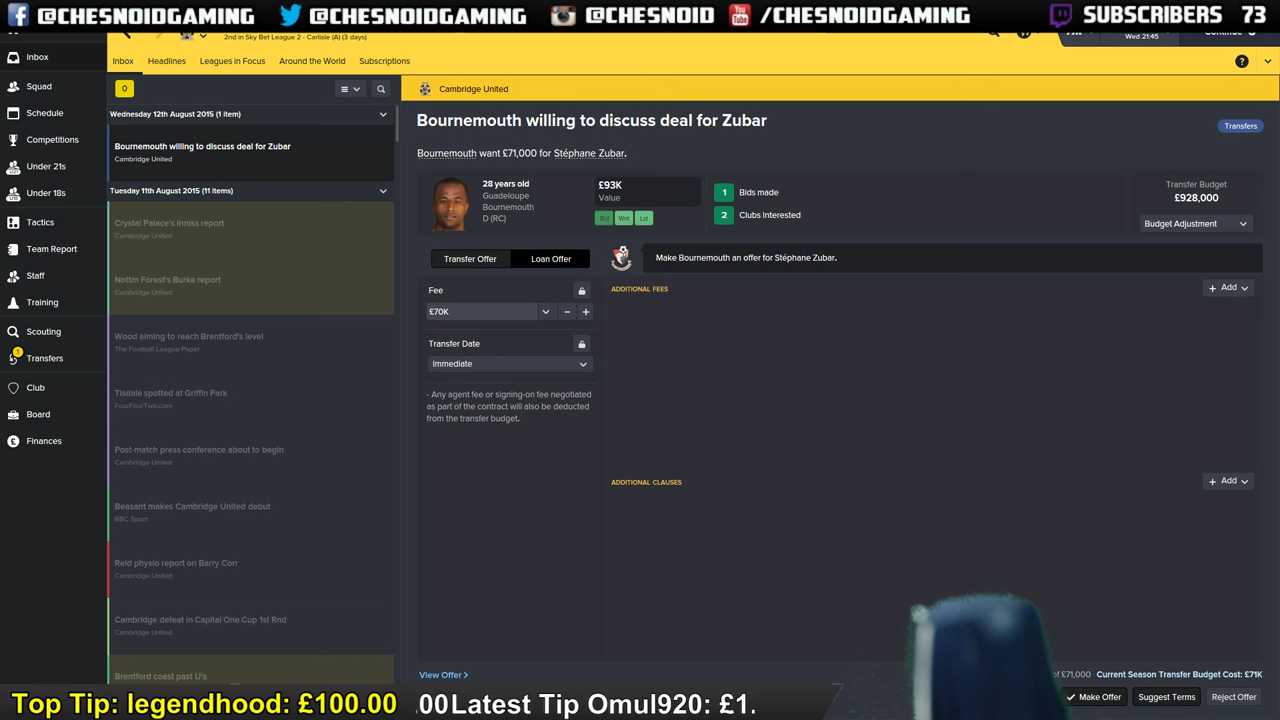 @CHESNOIDGAMING @CHESNOIDGAMING @CHESNOID /CHESNOIDGAMING SUBSCRIBERS 73
2nd in Sky Bet League 2 - Carlisle (A) (3 days)
Wed 21:45
Inbox
Squad
Schedule
Competitions
Under 21s
Under 18s
Tactics
Team Report
Staff
Training
Scouting
1
Transfers
Club
Board
Finances
Inbox Headlines Leagues in Focus Around the World Subscriptions
0
Wednesday 12th August 2015 (1 item)
Bournemouth willing to discuss deal for Zubar
Cambridge United
Tuesday 11th August 2015 (11 items)
Crystal Palace's Inniss report
Cambridge United
Nottm Forest's Burke report
Cambridge United
Wood aiming to reach Brentford's level
The Football League Paper
Tisdale spotted at Griffin Park
FourFourTwo.com
Post-match press conference about to begin
Cambridge United
Beasant makes Cambridge United debut
BBC Sport
Reid physio report on Barry Corr
Cambridge United
Cambridge defeat in Capital One Cup 1st Rnd
Cambridge United
Brentford coast past U's
Cambridge United
Bournemouth willing to discuss deal for Zubar
Transfers
Bournemouth want £71,000 for Stéphane Zubar.
28 years old
Guadeloupe
Bournemouth
D (RC)
£93K
Value
Bid Wnt Lst
1 Bids made
2 Clubs Interested
Transfer Budget
£928,000
Budget Adjustment
Transfer Offer Loan Offer
Make Bournemouth an offer for Stéphane Zubar.
Fee
£70K
Transfer Date
Immediate
- Any agent fee or signing-on fee negotiated
as part of the contract will also be deducted
from the transfer budget.
ADDITIONAL FEES
Add
ADDITIONAL CLAUSES
Add
View Offer >
of £71,000 Current Season Transfer Budget Cost: £71K
Make Offer Suggest Terms Reject Offer
Top Tip: legendhood: £100.00 .00Latest Tip Omul920: £1.